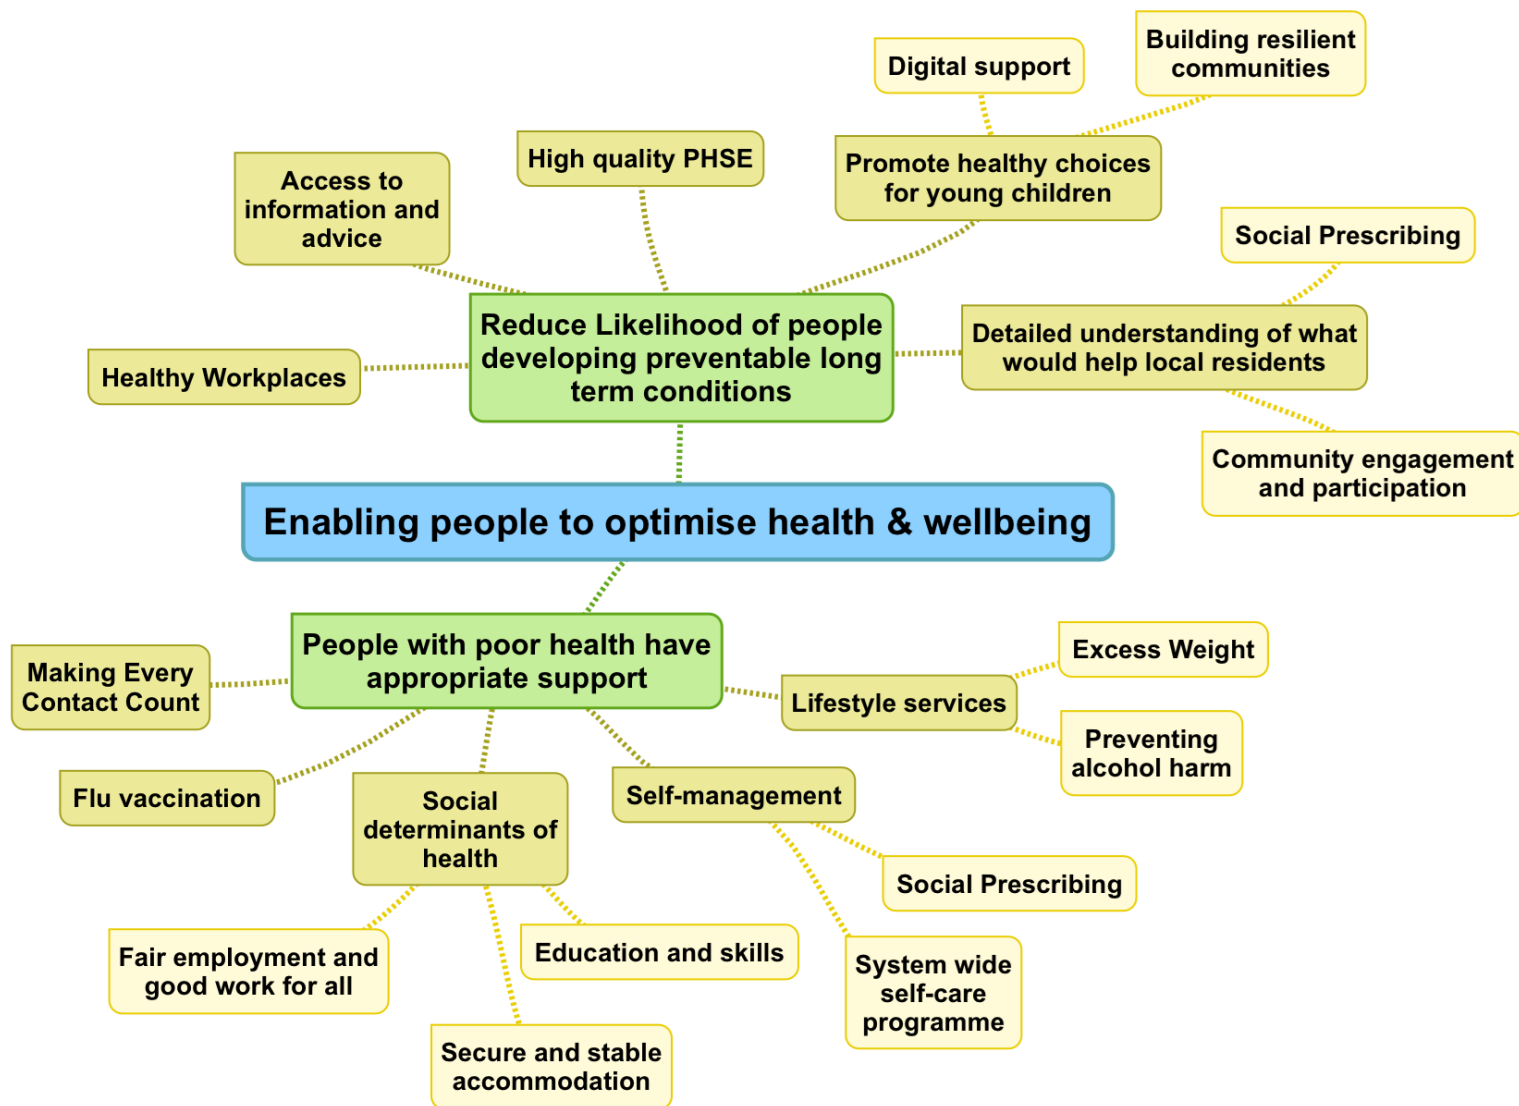 Building resilient
communities
Digital support
High quality PHSE
Promote healthy choices
for young children
Access to
information and
advice
Social Prescribing
Reduce Likelihood of people
developing preventable long
term conditions
Detailed understanding of what
would help local residents
Healthy Workplaces
Community engagement
and participation
Enabling people to optimise health & wellbeing
People with poor health have
appropriate support
Making Every
Contact Count
Excess Weight
Lifestyle services
Preventing
alcohol harm
Flu vaccination
Social
determinants of
health
Self-management
Social Prescribing
Fair employment and
good work for all
Education and skills
System wide
self-care
programme
Secure and stable
accommodation